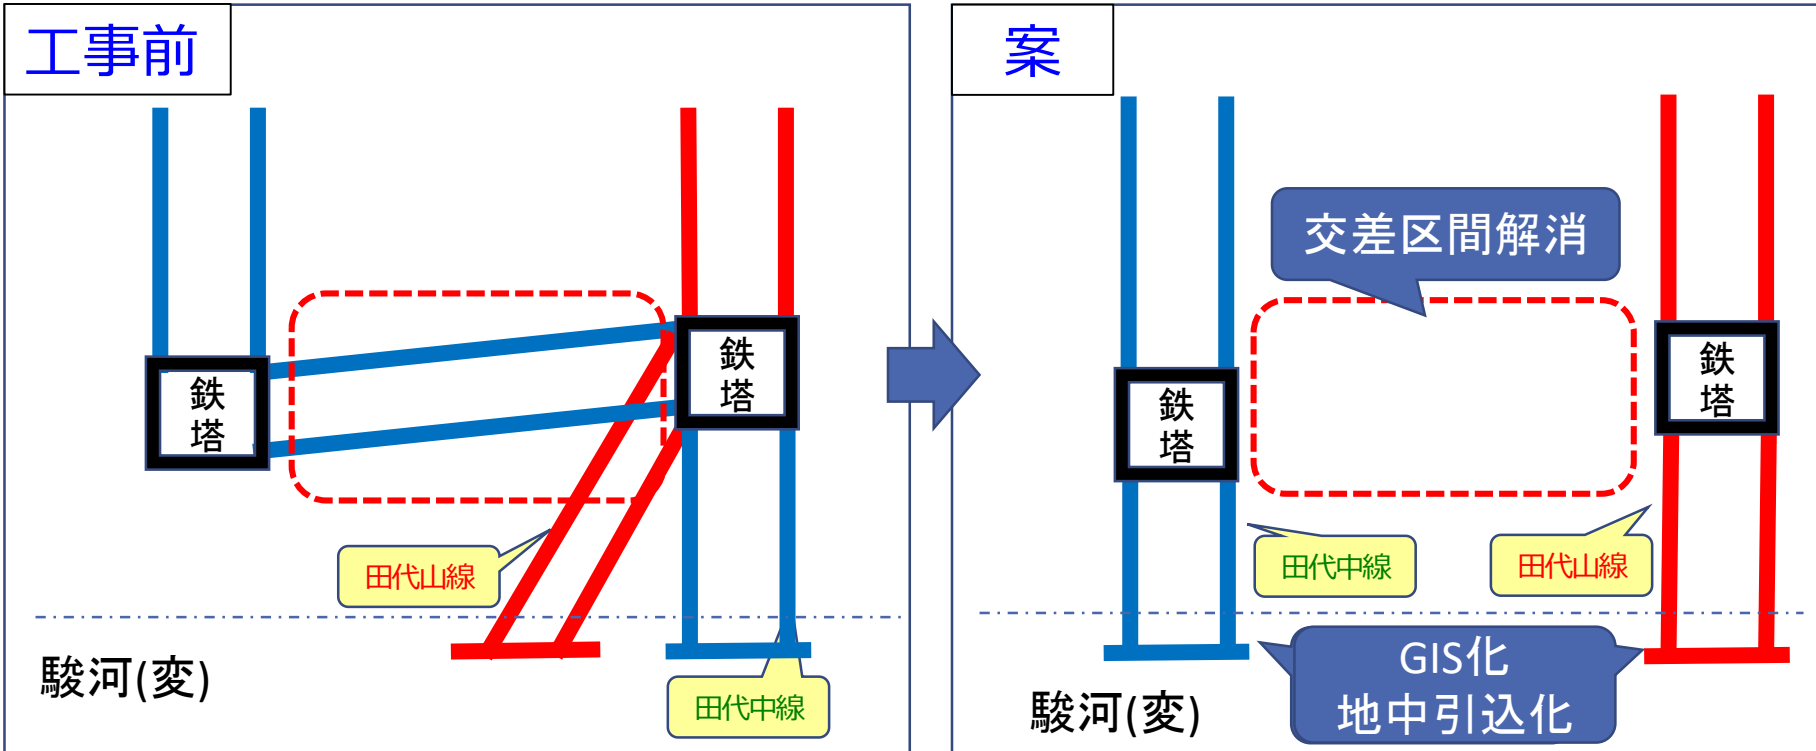 工事前
鉄
塔
鉄
塔
田代山線
駿河(変)
田代中線
案
交差区間解消
鉄
塔
鉄
塔
田代中線
田代山線
駿河(変)
GIS化
地中引込化